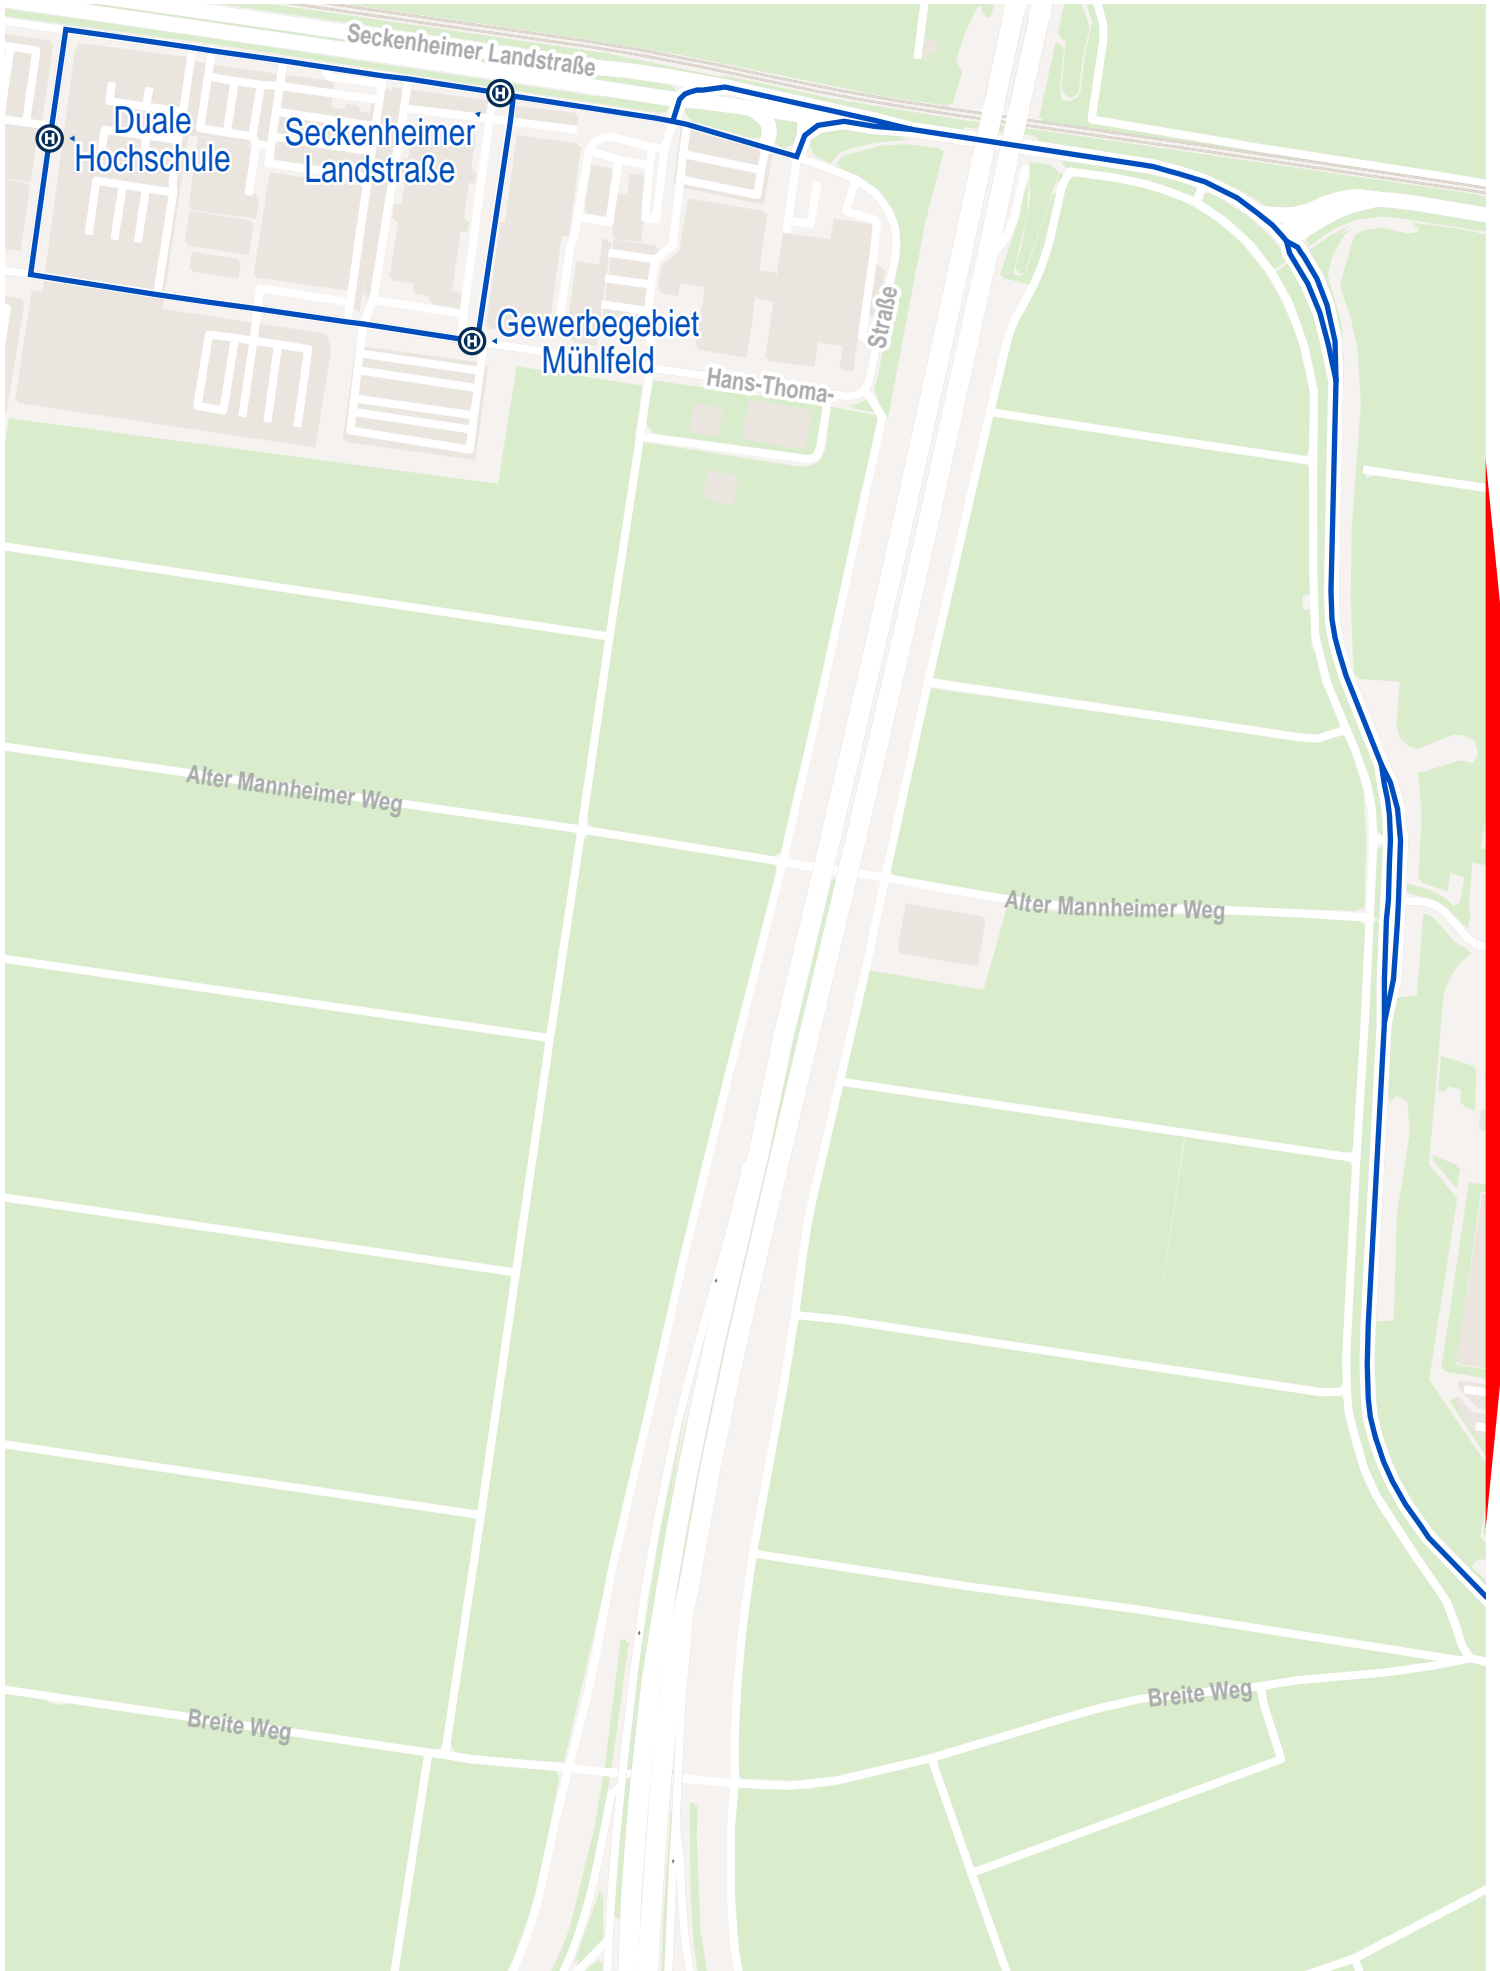 Seckenheimer Landstraße
H
Duale
Hochschule
H
Seckenheimer
Landstraße
H
Gewerbegebiet
Mühlfeld
Straße
Hans-Thoma-
Alter Mannheimer Weg
Alter Mannheimer Weg
Breite Weg
Breite Weg